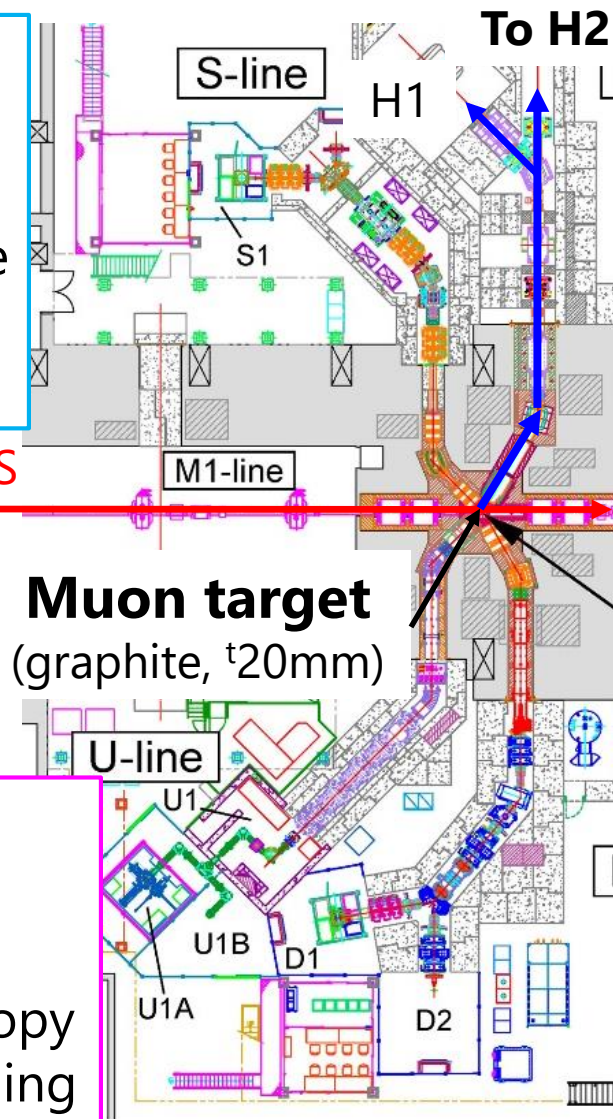 To H2
S-line
H1
S1
e
S
M1-line
Muon target
(graphite, ᵗ20mm)
U-line
U1
U1B
D1
U1A
D2
opy
ing